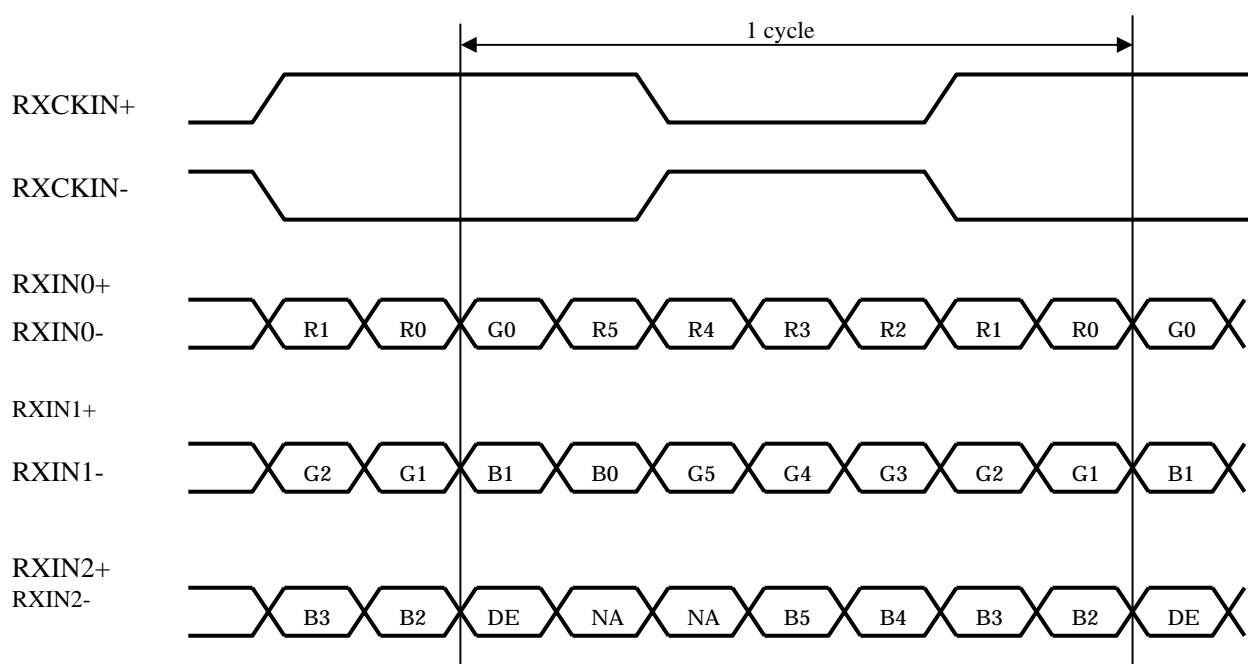 1 cycle
RXCKIN+
RXCKIN-
RXIN0+
RXIN0-
R1 R0 G0 R5 R4 R3 R2 R1 R0 G0
RXIN1+
RXIN1-
G2 G1 B1 B0 G5 G4 G3 G2 G1 B1
RXIN2+
RXIN2-
B3 B2 DE NA NA B5 B4 B3 B2 DE